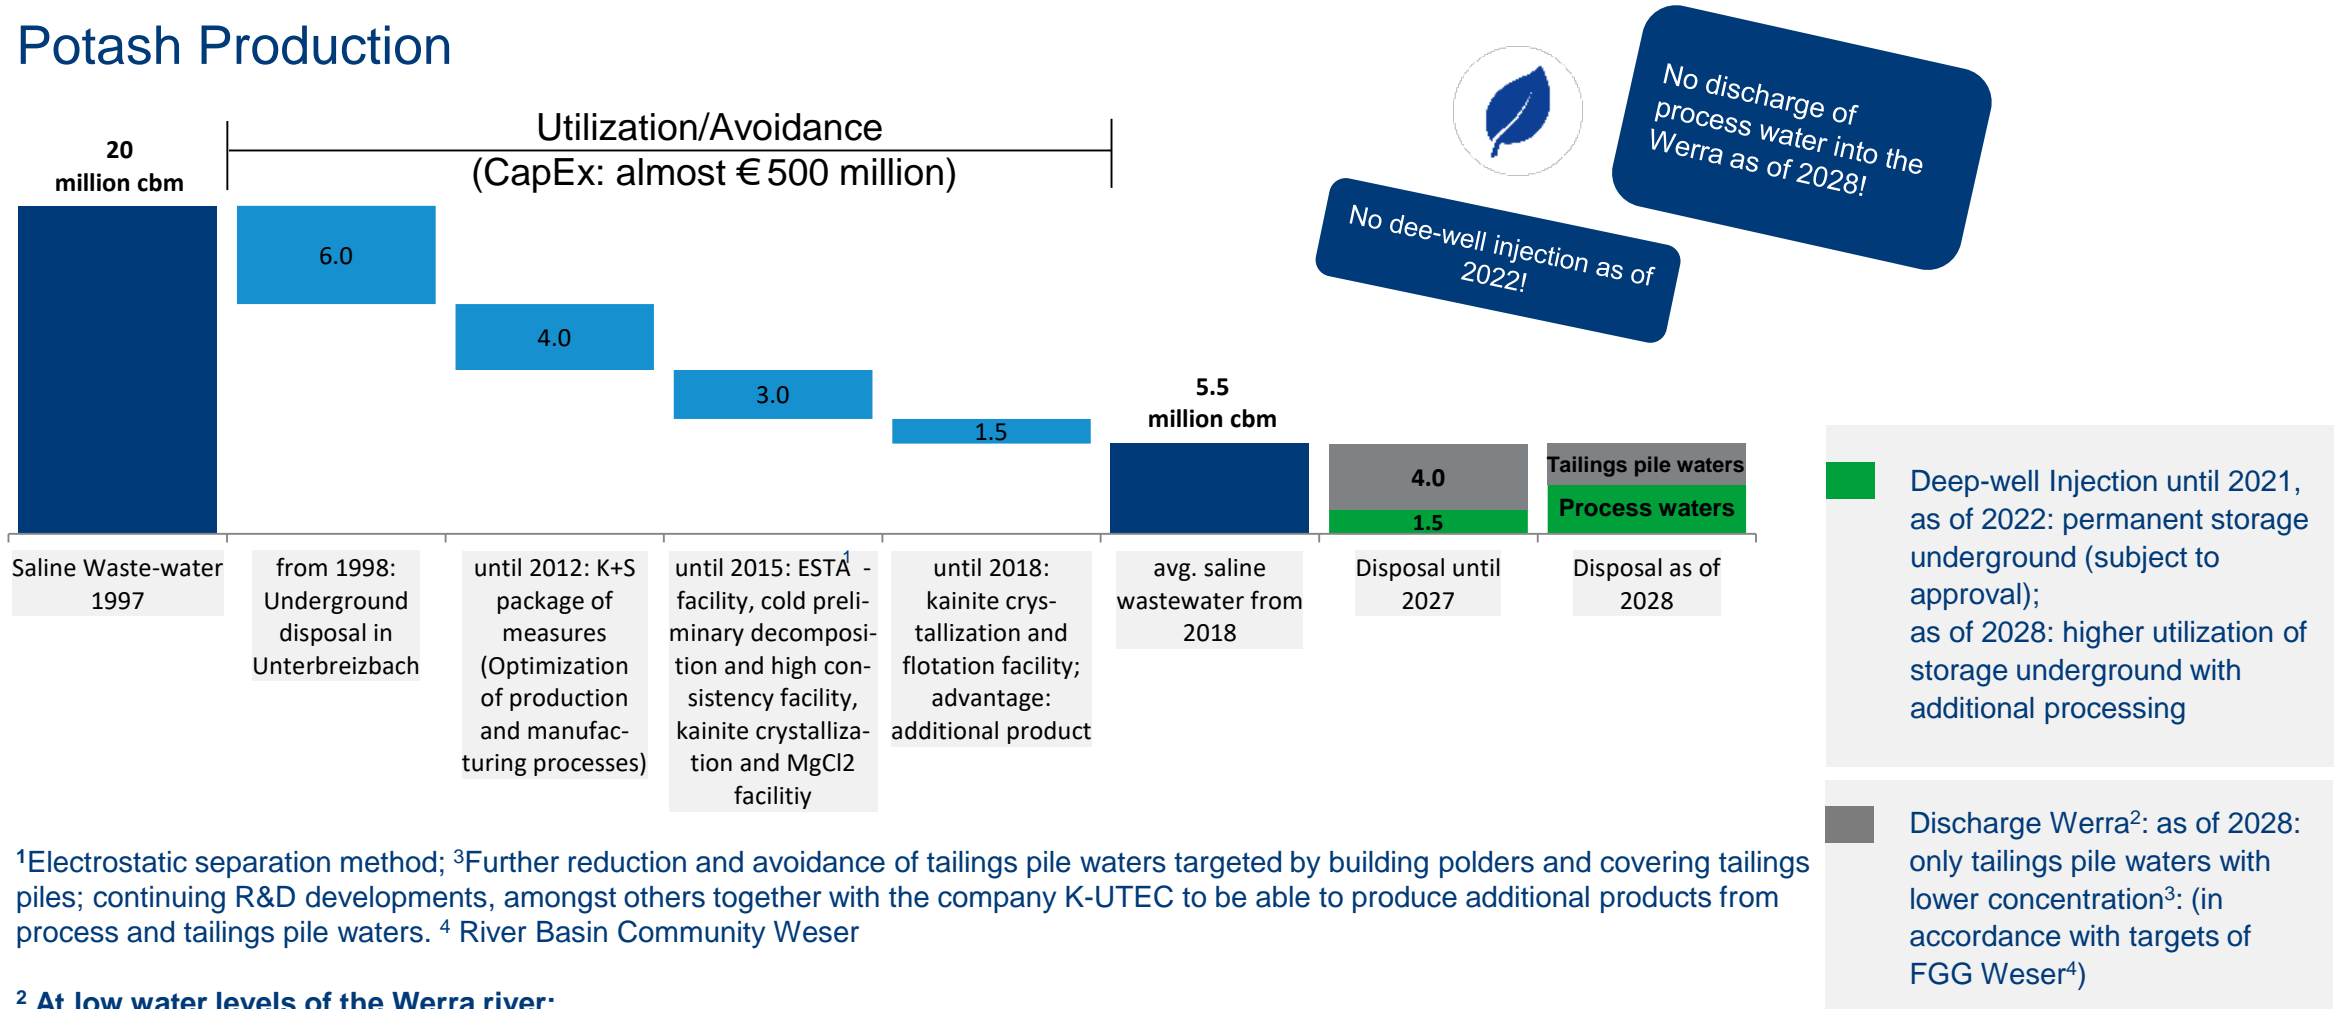 Potash Production
Utilization/Avoidance
(CapEx: almost € 500 million)
No discharge of
process water into the
Werra as of 2028!
No dee-well injection as of
2022!
20
million cbm
6.0
4.0
3.0
1.5
5.5
million cbm
4.0
1.5
Tailings pile waters
Process waters
Saline Waste-water
1997
from 1998:
Underground
disposal in
Unterbreizbach
until 2012: K+S
package of
measures
(Optimization
of production
and manufac-
turing processes)
until 2015: ESTA¹ -
facility, cold preli-
minary decomposi-
tion and high con-
sistency facility,
kainite crystalliza-
tion and MgCl2
facilitiy
until 2018:
kainite crys-
tallization and
flotation facility;
advantage:
additional product
avg. saline
wastewater from
2018
Disposal until
2027
Disposal as of
2028
Deep-well Injection until 2021,
as of 2022: permanent storage
underground (subject to
approval);
as of 2028: higher utilization of
storage underground with
additional processing
Discharge Werra²: as of 2028:
only tailings pile waters with
lower concentration³: (in
accordance with targets of
FGG Weser⁴)
¹Electrostatic separation method; ³Further reduction and avoidance of tailings pile waters targeted by building polders and covering tailings
piles; continuing R&D developments, amongst others together with the company K-UTEC to be able to produce additional products from
process and tailings pile waters. ⁴ River Basin Community Weser
² At low water levels of the Werra river: